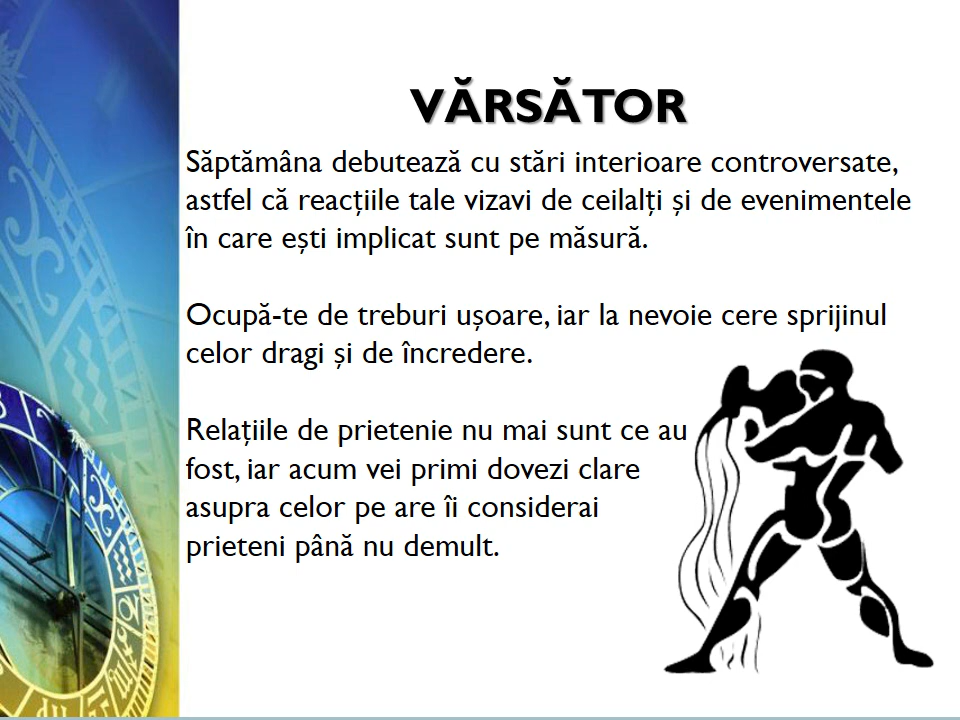 VĂRSĂTOR
Săptămâna debutează cu stări interioare controversate,
astfel că reacțiile tale vizavi de ceilalți și de evenimentele
în care ești implicat sunt pe măsură.
Ocupă-te de treburi ușoare, iar la nevoie cere sprijinul
celor dragi și de încredere.
Relațiile de prietenie nu mai sunt ce au
fost, iar acum vei primi dovezi clare
asupra celor pe are îi considerai
prieteni până nu demult.